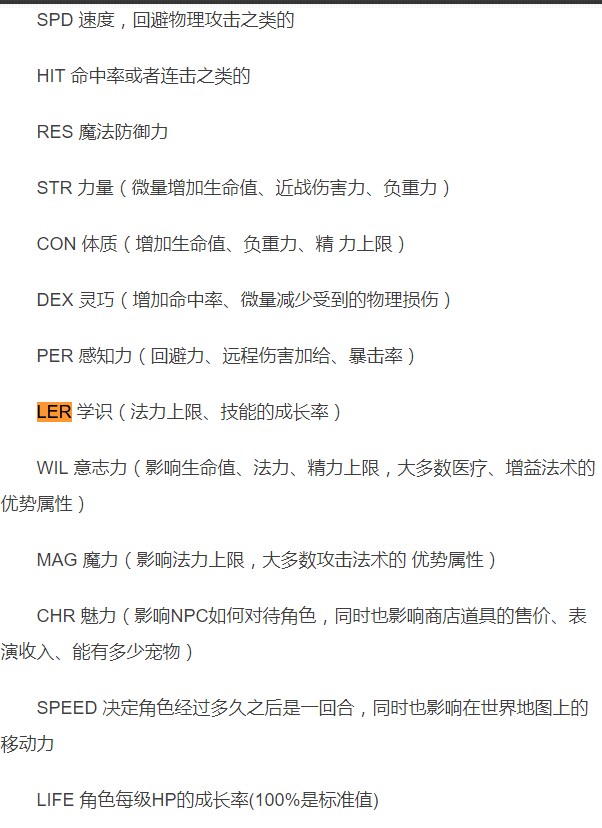 SPD 速度，回避物理攻击之类的
HIT 命中率或者连击之类的
RES 魔法防御力
STR 力量（微量增加生命值、近战伤害力、负重力）
CON 体质（增加生命值、负重力、精 力上限）
DEX 灵巧（增加命中率、微量减少受到的物理损伤）
PER 感知力（回避力、远程伤害加给、暴击率）
LER 学识（法力上限、技能的成长率）
WIL 意志力（影响生命值、法力、精力上限，大多数医疗、增益法术的
优势属性）
MAG 魔力（影响法力上限，大多数攻击法术的 优势属性）
CHR 魅力（影响NPC如何对待角色，同时也影响商店道具的售价、表
演收入、能有多少宠物）
SPEED 决定角色经过多久之后是一回合，同时也影响在世界地图上的
移动力
LIFE 角色每级HP的成长率(100%是标准值)